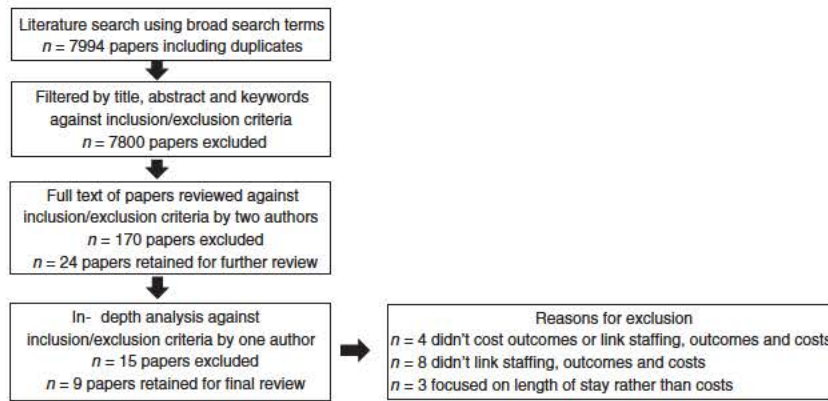 Literature search using broad search terms
n = 7994 papers including duplicates
Filtered by title, abstract and keywords
against inclusion/exclusion criteria
n = 7800 papers excluded
Full text of papers reviewed against
inclusion/exclusion criteria by two authors
n = 170 papers excluded
n = 24 papers retained for further review
In- depth analysis against
inclusion/exclusion criteria by one author
n = 15 papers excluded
n = 9 papers retained for final review
Reasons for exclusion
n = 4 didn't cost outcomes or link staffing, outcomes and costs
n = 8 didn't link staffing, outcomes and costs
n = 3 focused on length of stay rather than costs